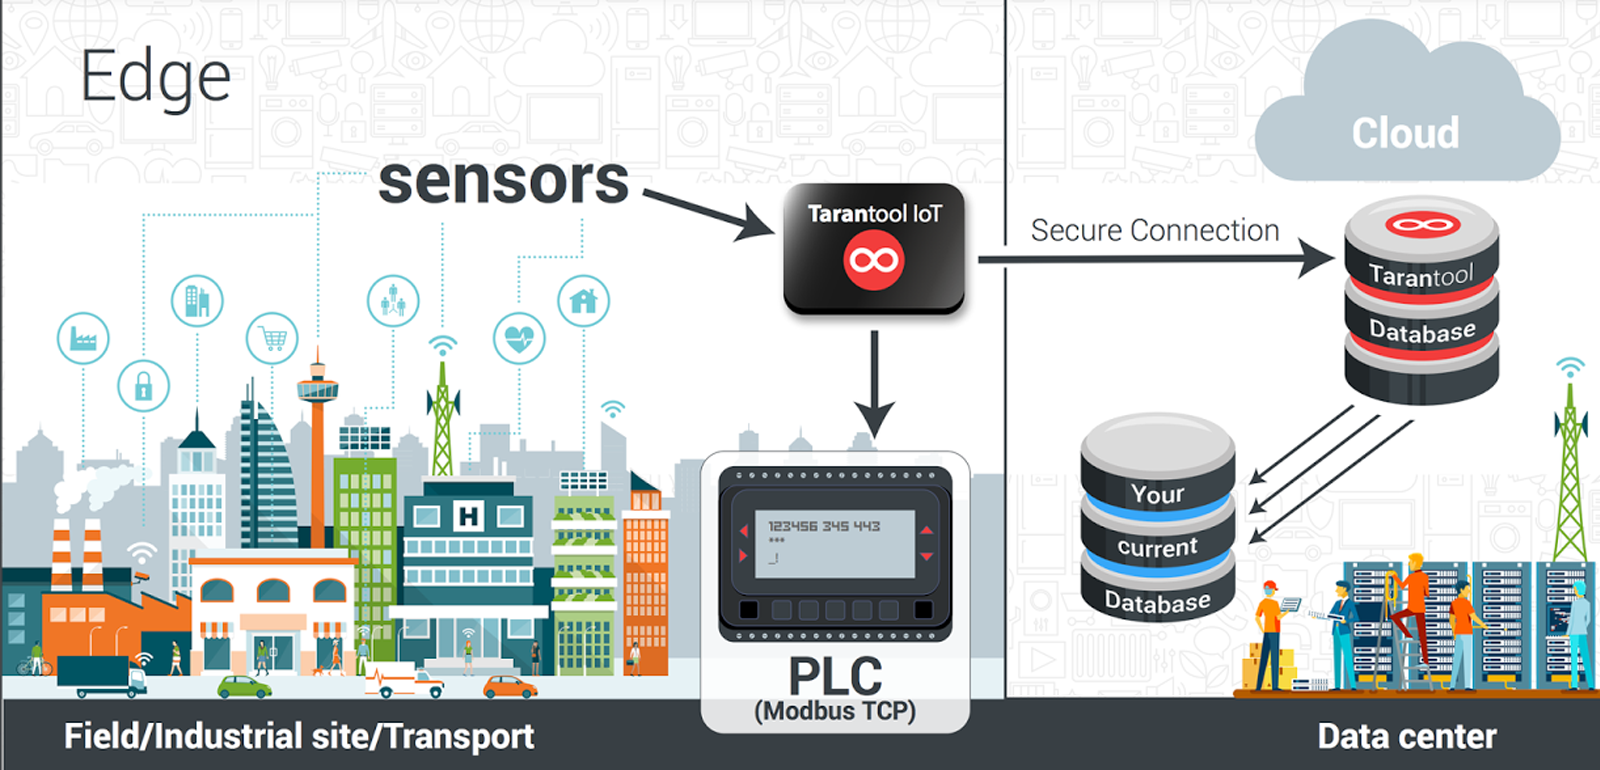 Edge
sensors
Tarantool IoT
Secure Connection
Cloud
Tarantool
Database
Your
current
Database
H
123456 345 443
***
_!
PLC
(Modbus TCP)
Field/Industrial site/Transport
Data center